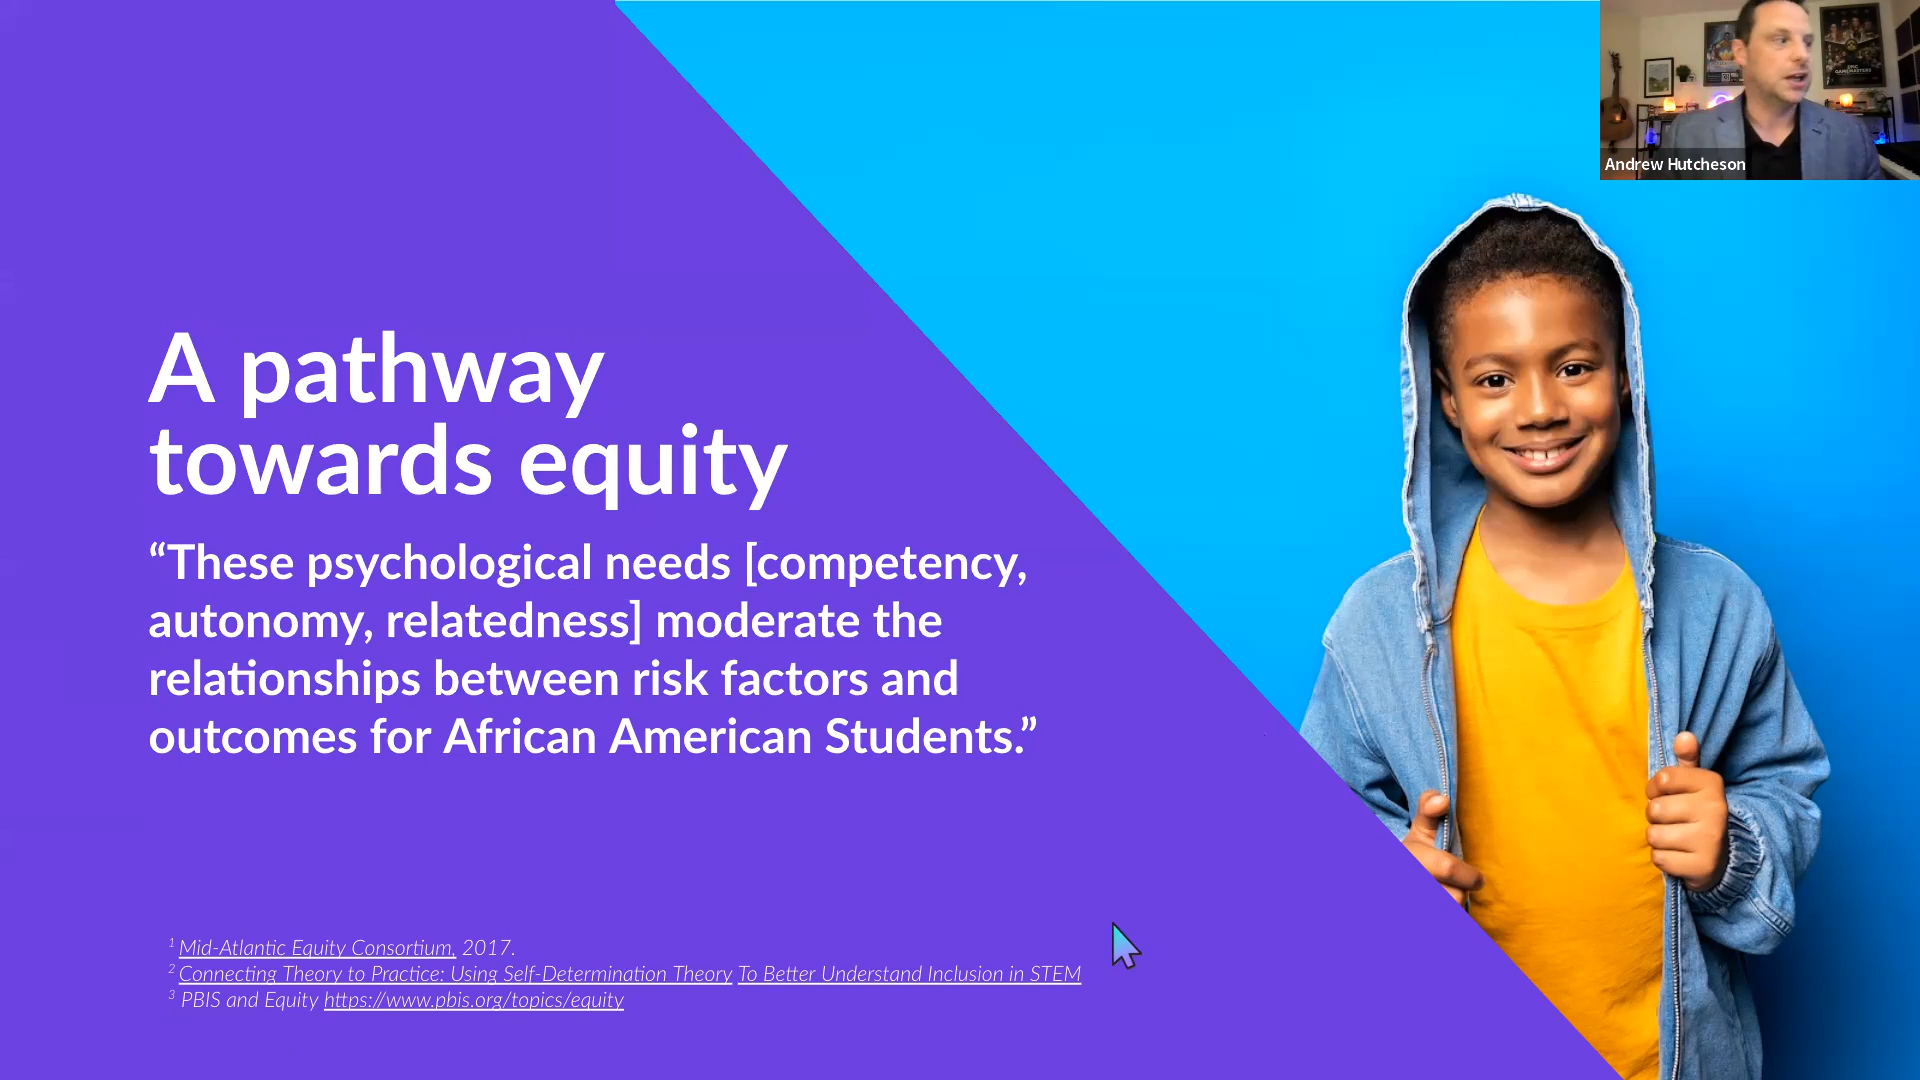 Andrew Hutcheson
A pathway
towards equity
“These psychological needs [competency,
autonomy, relatedness] moderate the
relationships between risk factors and
outcomes for African American Students.”
1 Mid-Atlantic Equity Consortium, 2017.
2 Connecting Theory to Practice: Using Self-Determination Theory To Better Understand Inclusion in STEM
3 PBIS and Equity https://www.pbis.org/topics/equity